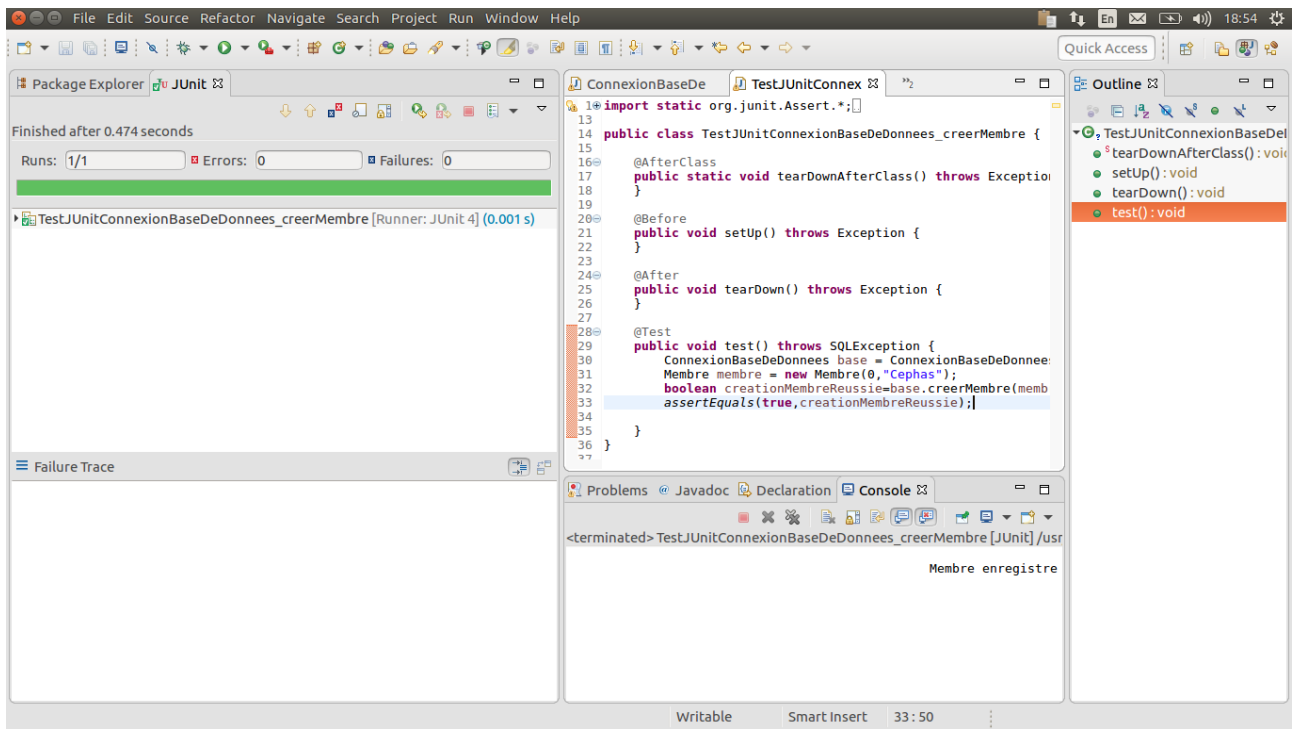 File Edit Source Refactor Navigate Search Project Run Window Help
En 18:54
Quick Access
Package Explorer JUnit
Finished after 0.474 seconds
Runs: 1/1 Errors: 0 Failures: 0
TestJUnitConnexionBaseDeDonnees_creerMembre [Runner: JUnit 4] (0.001 s)
Failure Trace
ConnexionBaseDe TestJUnitConnex »2
1 import static org.junit.Assert.*;
13
14 public class TestJUnitConnexionBaseDeDonnees_creerMembre {
15
16 @AfterClass
17 public static void tearDownAfterClass() throws Exception
18 }
19
20 @Before
21 public void setUp() throws Exception {
22 }
23
24 @After
25 public void tearDown() throws Exception {
26 }
27
28 @Test
29 public void test() throws SQLException {
30 ConnexionBaseDeDonnees base = ConnexionBaseDeDonnee
31 Membre membre = new Membre(0,"Cephas");
32 boolean creationMembreReussie=base.creerMembre(memb
33 assertEquals(true,creationMembreReussie);
34
35 }
36 }
37
Problems Javadoc Declaration Console
<terminated> TestJUnitConnexionBaseDeDonnees_creerMembre [JUnit] /usr
Membre enregistre
Outline
TestJUnitConnexionBaseDe
tearDownAfterClass() : void
setUp() : void
tearDown() : void
test() : void
Writable Smart Insert 33 : 50